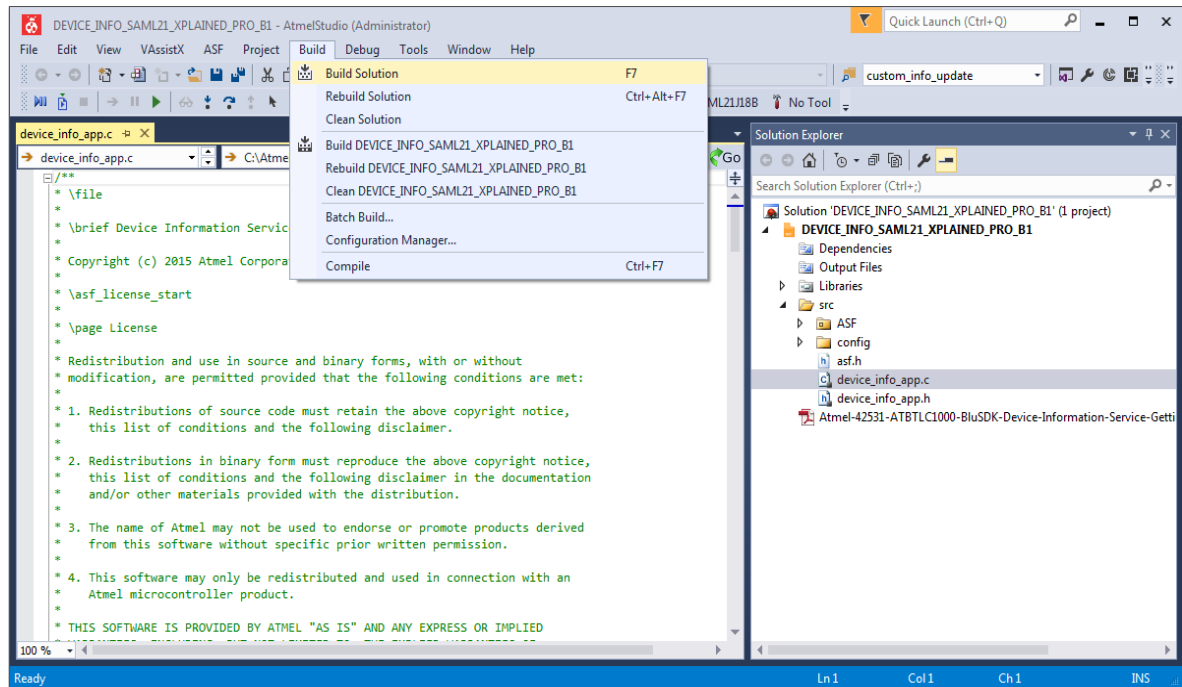 DEVICE_INFO_SAML21_XPLAINED_PRO_B1 - AtmelStudio (Administrator)
Quick Launch (Ctrl+Q)
File Edit View VAssistX ASF Project Build Debug Tools Window Help
custom_info_update
ML21J18B No Tool
Build Solution F7
Rebuild Solution Ctrl+Alt+F7
Clean Solution
Build DEVICE_INFO_SAML21_XPLAINED_PRO_B1
Rebuild DEVICE_INFO_SAML21_XPLAINED_PRO_B1
Clean DEVICE_INFO_SAML21_XPLAINED_PRO_B1
Batch Build...
Configuration Manager...
Compile Ctrl+F7
device_info_app.c
device_info_app.c C:\Atme Go
/**
* \file
*
* \brief Device Information Servic
*
* Copyright (c) 2015 Atmel Corpora
*
* \asf_license_start
*
* \page License
*
* Redistribution and use in source and binary forms, with or without
* modification, are permitted provided that the following conditions are met:
*
* 1. Redistributions of source code must retain the above copyright notice,
* this list of conditions and the following disclaimer.
*
* 2. Redistributions in binary form must reproduce the above copyright notice,
* this list of conditions and the following disclaimer in the documentation
* and/or other materials provided with the distribution.
*
* 3. The name of Atmel may not be used to endorse or promote products derived
* from this software without specific prior written permission.
*
* 4. This software may only be redistributed and used in connection with an
* Atmel microcontroller product.
*
* THIS SOFTWARE IS PROVIDED BY ATMEL "AS IS" AND ANY EXPRESS OR IMPLIED
100 %
Solution Explorer
Search Solution Explorer (Ctrl+;)
Solution 'DEVICE_INFO_SAML21_XPLAINED_PRO_B1' (1 project)
DEVICE_INFO_SAML21_XPLAINED_PRO_B1
Dependencies
Output Files
Libraries
src
ASF
config
asf.h
device_info_app.c
device_info_app.h
Atmel-42531-ATBTLC1000-BluSDK-Device-Information-Service-Getti
Ready Ln 1 Col 1 Ch 1 INS